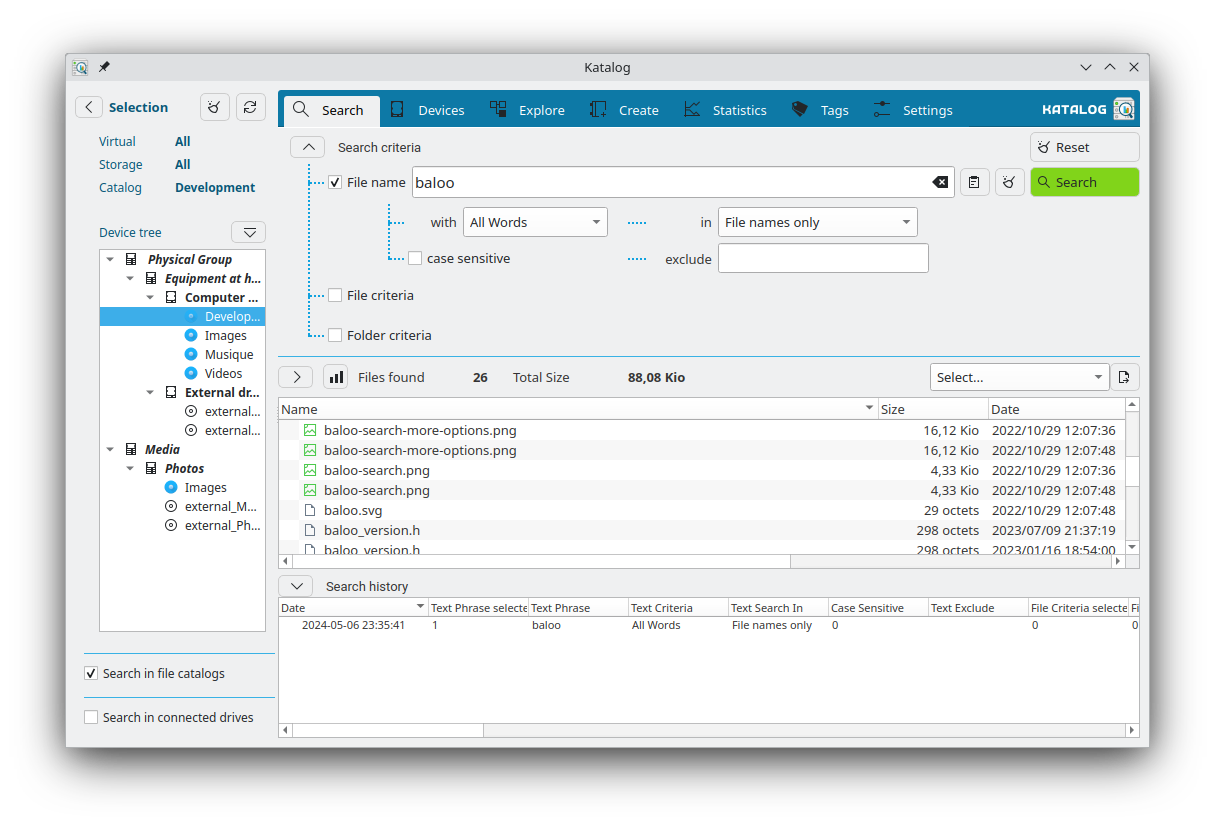 Katalog
Selection
Virtual All
Storage All
Catalog Development
Device tree
Physical Group
Equipment at h...
Computer ...
Develop...
Images
Musique
Videos
External dr...
external...
external...
Media
Photos
Images
external_M...
external_Ph...
Search in file catalogs
Search in connected drives
Search Devices Explore Create Statistics Tags Settings KATALOG
Search criteria Reset
File name baloo Search
with All Words in File names only
case sensitive exclude
File criteria
Folder criteria
Files found 26 Total Size 88,08 Kio Select...
Name Size Date
baloo-search-more-options.png 16,12 Kio 2022/10/29 12:07:36
baloo-search-more-options.png 16,12 Kio 2022/10/29 12:07:48
baloo-search.png 4,33 Kio 2022/10/29 12:07:36
baloo-search.png 4,33 Kio 2022/10/29 12:07:48
baloo.svg 29 octets 2022/10/29 12:07:48
baloo_version.h 298 octets 2023/07/09 21:37:19
baloo_version.h 298 octets 2023/01/16 18:54:00
Search history
Date Text Phrase selecte Text Phrase Text Criteria Text Search In Case Sensitive Text Exclude File Criteria selecte Fi
2024-05-06 23:35:41 1 baloo All Words File names only 0 0 0